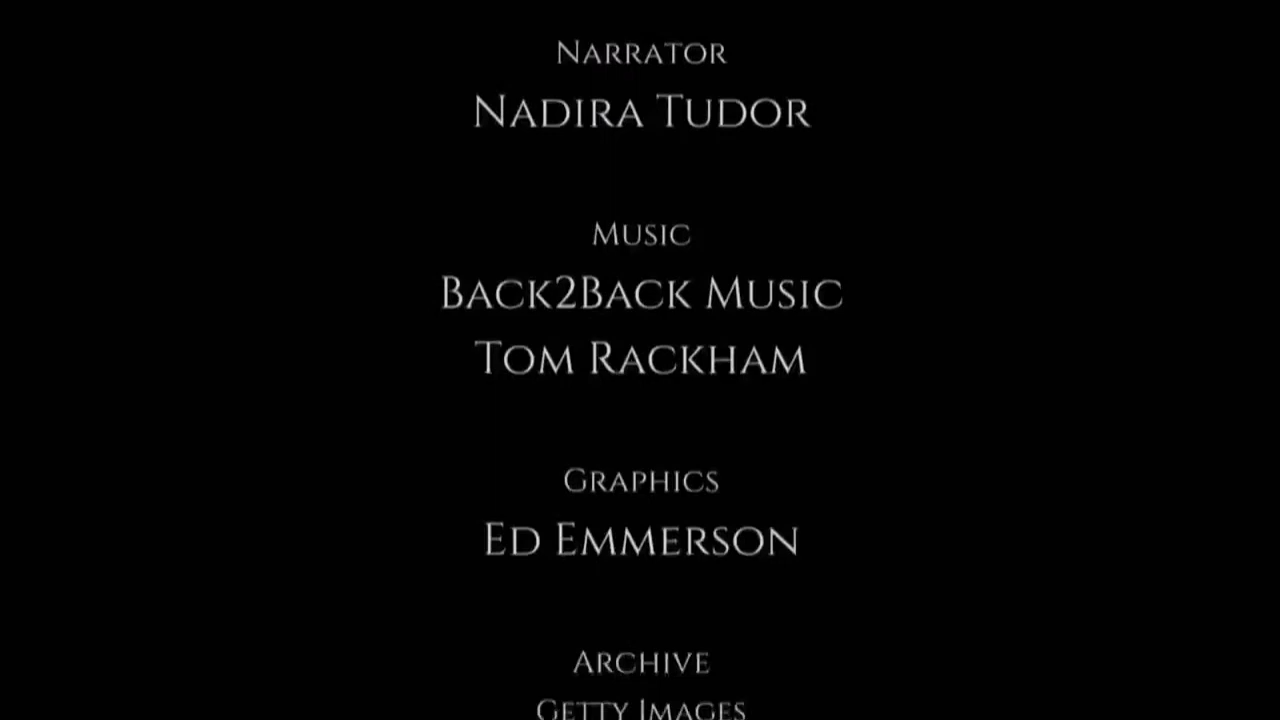 Narrator
Nadira Tudor
Music
Back2Back Music
Tom Rackham
Graphics
Ed Emmerson
Archive
Getty Images